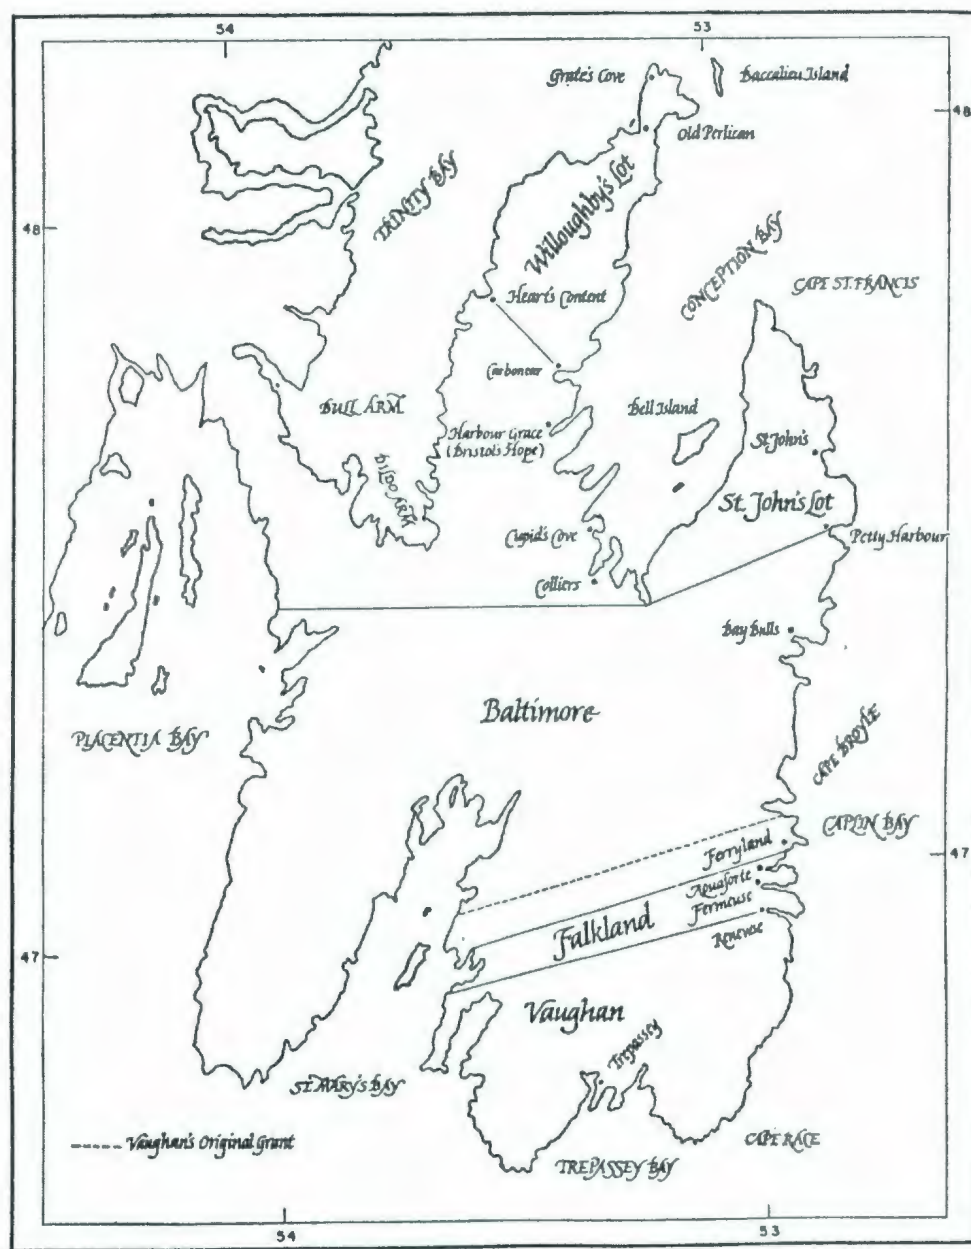 54
53
Grate's Cove
Baccalieu Island
48
Old Perlican
TRINITY BAY
Willoughby's Lot
48
CONCEPTION BAY
CAPE ST. FRANCIS
Heart's Content
Carbonear
BULL ARM
Bell Island
Harbour Grace
(Bristol's Hope)
St. John's
DILDO ARM
St. John's Lot
Cupid's Cove
Petty Harbour
Colliers
Bay Bulls
Baltimore
PLACENTIA BAY
CAPE BROYLE
CAPLIN BAY
Ferryland
47
Aquaforte
Fermeuse
Falkland
Renewse
47
Vaughan
Trepassey
ST. MARY'S BAY
Vaughan's Original Grant
CAPE RACE
TREPASSEY BAY
54
53